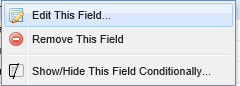 Edit This Field...
Remove This Field
Show/Hide This Field Conditionally...